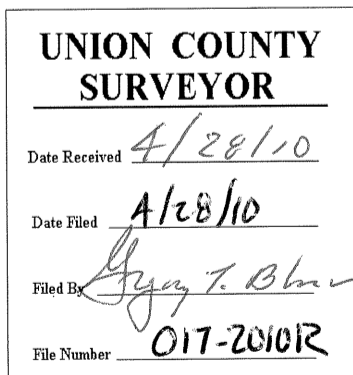 UNION COUNTY
SURVEYOR
Date Received 4/28/10
Date Filed 4/28/10
Filed By T.
File Number 017-2010R